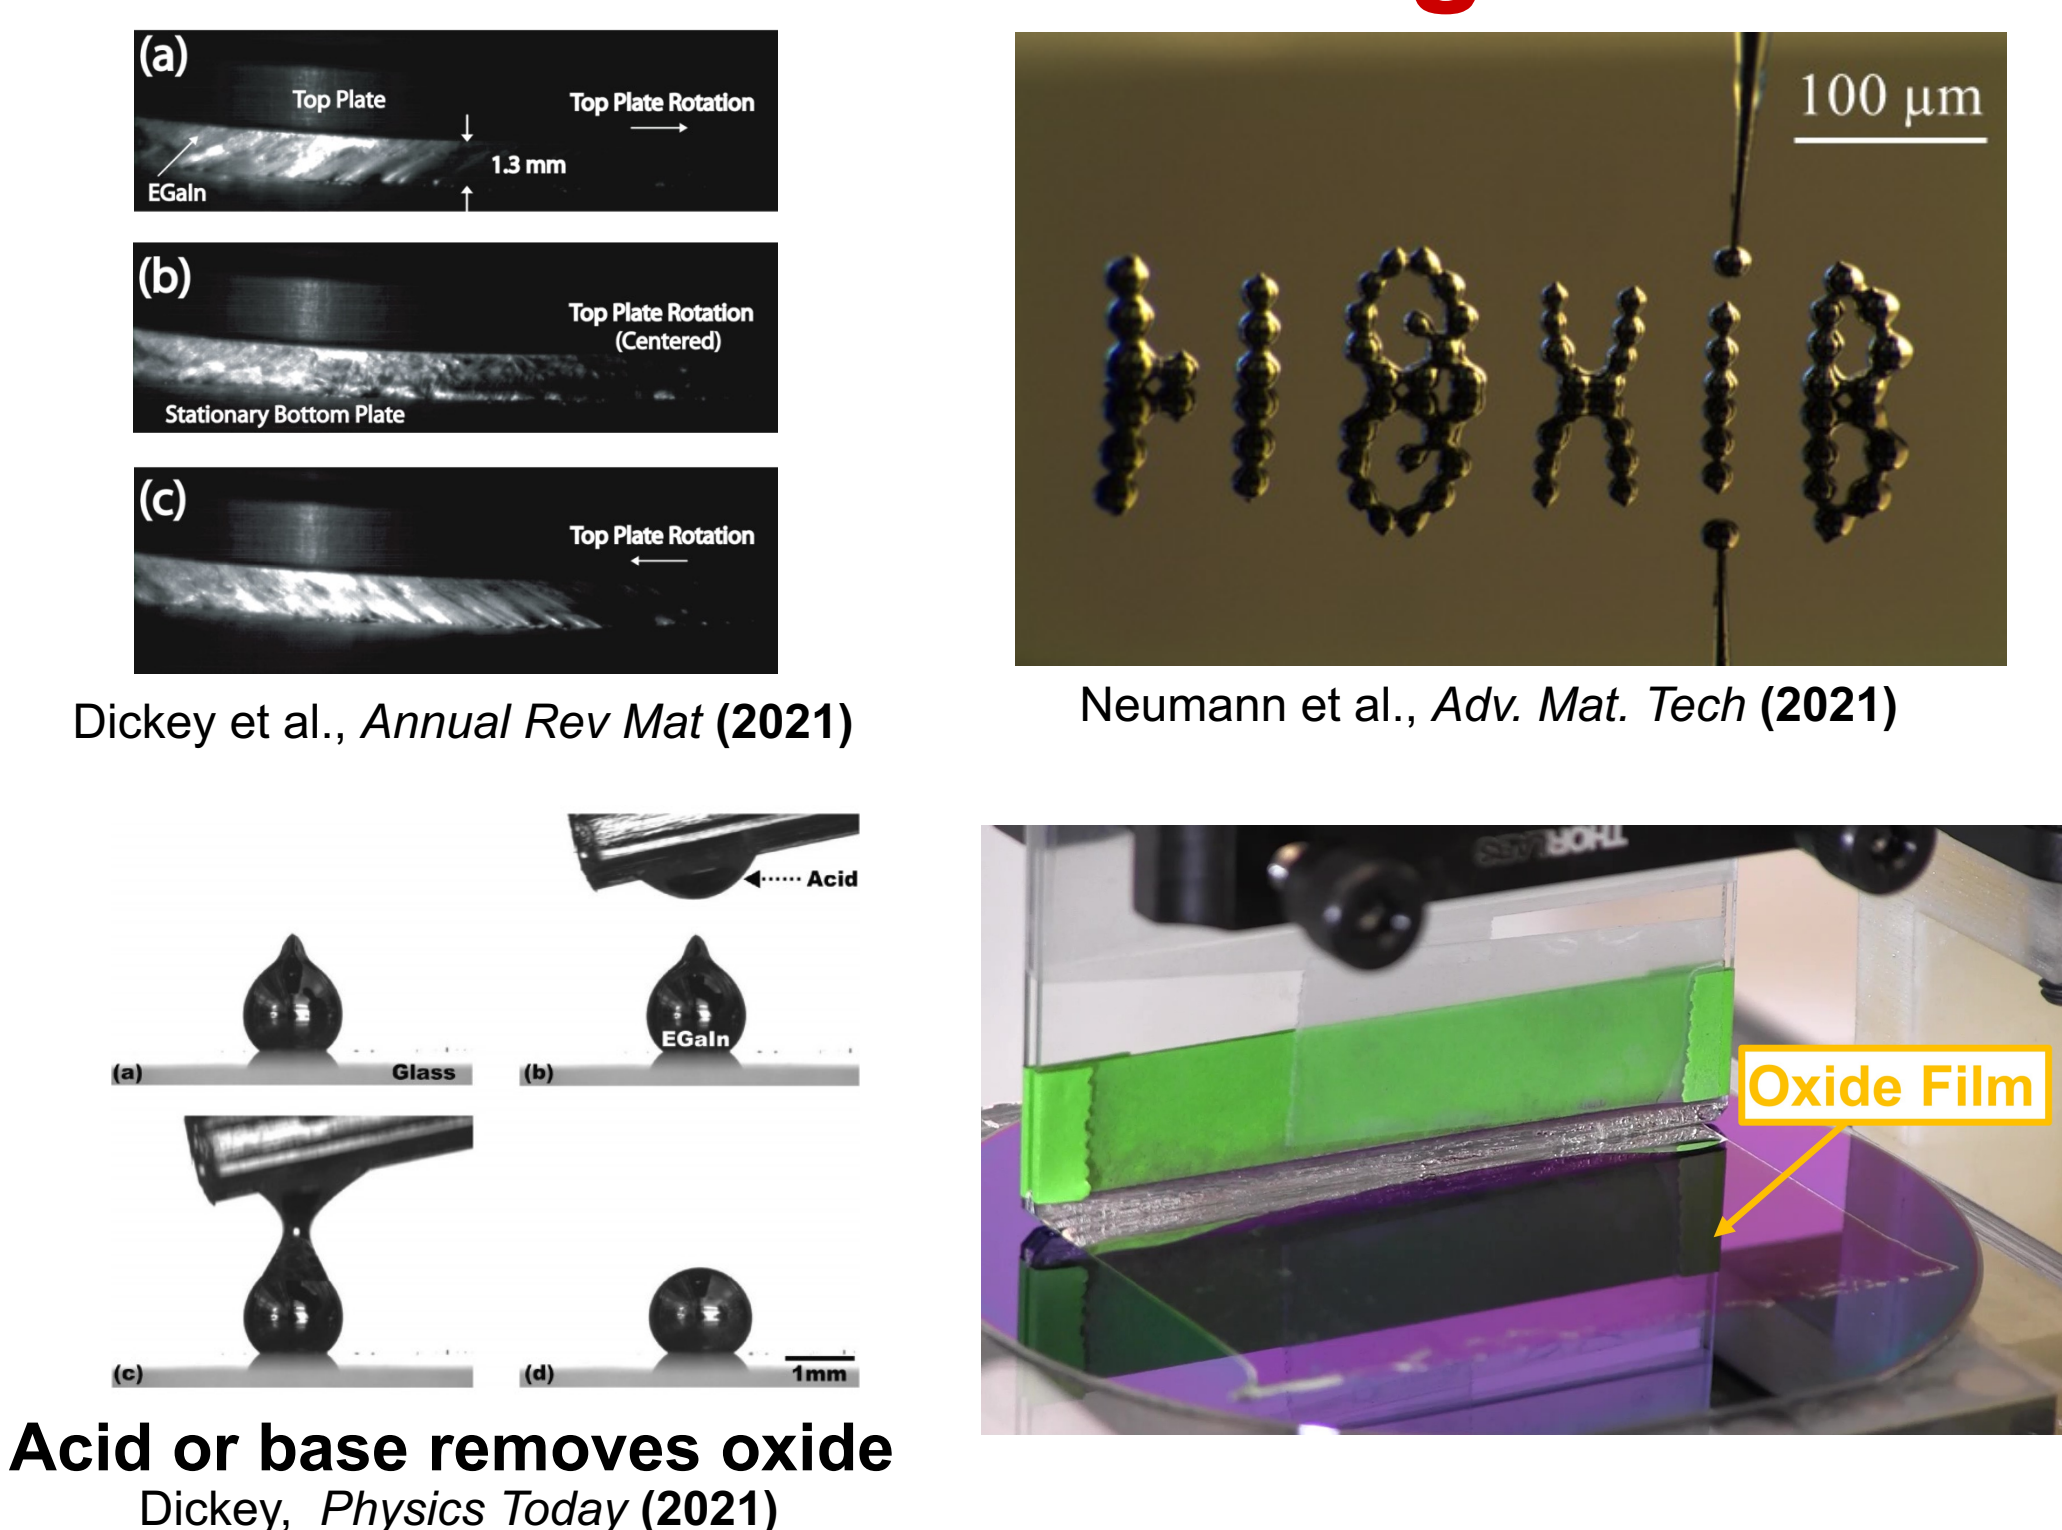 (a)
Top Plate
Top Plate Rotation
1.3 mm
EGaIn
(b)
Top Plate Rotation
(Centered)
Stationary Bottom Plate
(c)
Top Plate Rotation
Dickey et al., Annual Rev Mat (2021)
100 μm
Neumann et al., Adv. Mat. Tech (2021)
Acid
EGaIn
(a)
Glass
(b)
(c)
(d)
1mm
Acid or base removes oxide
Dickey, Physics Today (2021)
THORLABS
Oxide Film